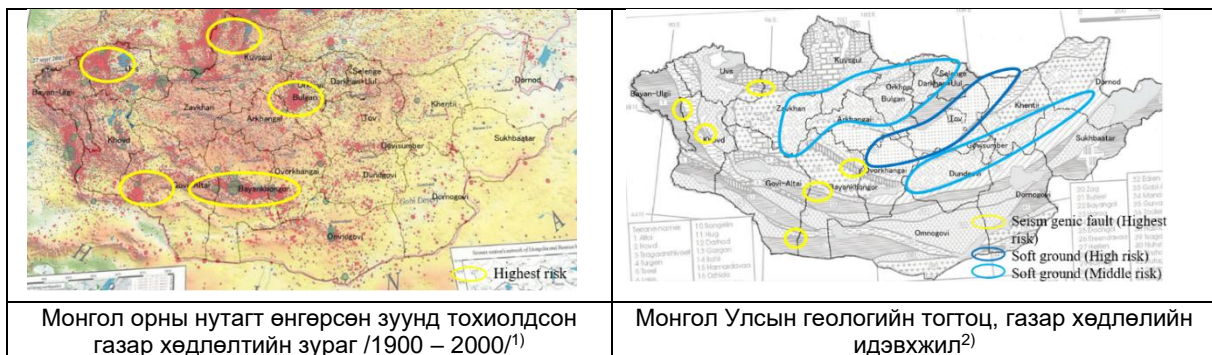 Uvs
Kuvsgul
Selenge
Darkhan-Uul
Bayan-Ulgii
Bulgan
Dornod
Zavkhan
Khentii
Arkhangai
Tov
Khovd
Sukhbaatar
Govisumber
Govi-Altai
Ovorkhangai
Bayankhongor
Dundgovi
Dornogovi
Omnogovi
Highest risk
Uvs
Kuvsgul
Selenge
Darkhan-Uul
Bayan-Ulgii
Orkhon
Bulgan
Dornod
Zavkhan
Khentii
Arkhangai
Tov
Khovd
Sukhbaatar
Govisumber
Ovorkhangai
Govi-Altai
Bayankhongor
Dundgovi
Dornogovi
Omnogovi
Seism genic fault (Highest
risk)
Soft ground (High risk)
Soft ground (Middle risk)
Монгол орны нутагт өнгөрсөн зуунд тохиолдсон
газар хөдлөлтийн зураг /1900 – 2000/1)
Монгол Улсын геологийн тогтоц, газар хөдлөлийн
идэвхжил2)